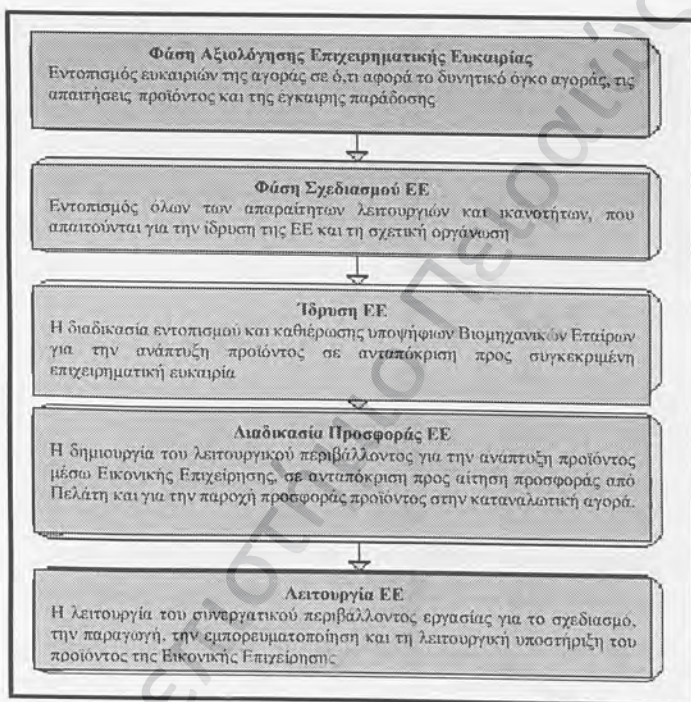 Φάση Αξιολόγησης Επιχειρηματικής Ευκαιρίας
Εντοπισμός ευκαιριών της αγοράς σε ό,τι αφορά το δυνητικό όγκο αγοράς, τις
απαιτήσεις προϊόντος και της έγκαιρης παράδοσης
Φάση Σχεδιασμού ΕΕ
Εντοπισμός όλων των απαραίτητων λειτουργιών και ικανοτήτων, που
απαιτούνται για την ίδρυση της ΕΕ και τη σχετική οργάνωση
Ίδρυση ΕΕ
Η διαδικασία εντοπισμού και καθιέρωσης υποψήφιων Βιομηχανικών Εταίρων
για την ανάπτυξη προϊόντος σε ανταπόκριση προς συγκεκριμένη
επιχειρηματική ευκαιρία
Διαδικασία Προσφοράς ΕΕ
Η δημιουργία του λειτουργικού περιβάλλοντος για την ανάπτυξη προϊόντος
μέσω Εικονικής Επιχείρησης, σε ανταπόκριση προς αίτηση προσφοράς από
Πελάτη και για την παροχή προσφοράς προϊόντος στην καταναλωτική αγορά.
Λειτουργία ΕΕ
Η λειτουργία του συνεργατικού περιβάλλοντος εργασίας για το σχεδιασμό,
την παραγωγή, την εμπορευματοποίηση και τη λειτουργική υποστήριξη του
προϊόντος της Εικονικής Επιχείρησης
Πειραιώς